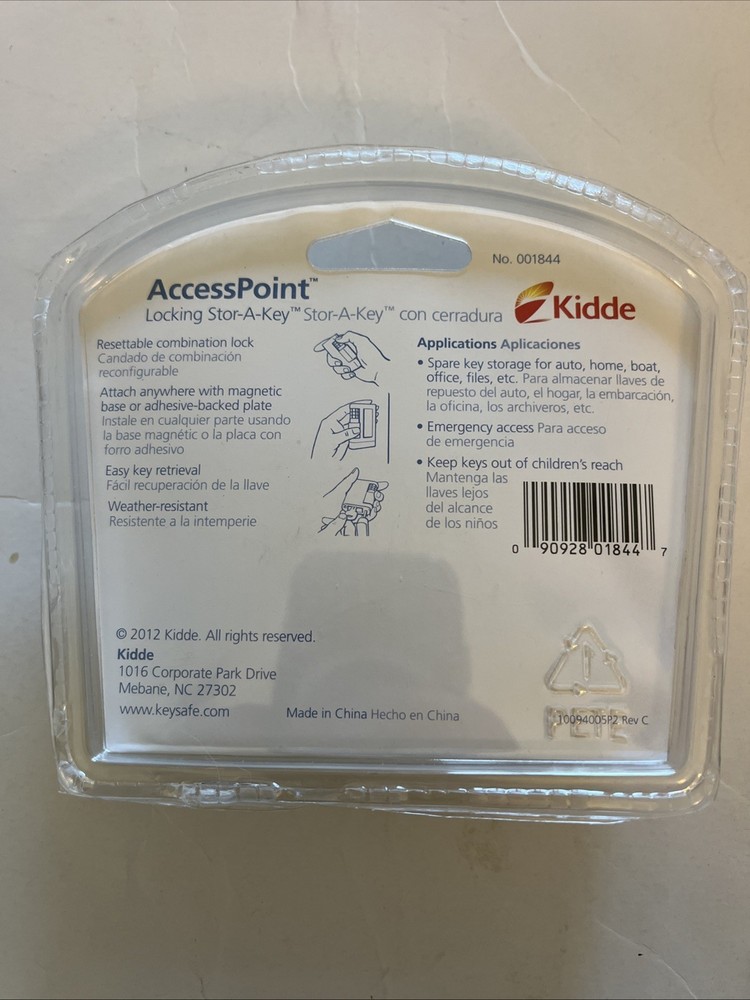 No. 001844
AccessPoint™
Kidde
Locking Stor-A-Key™ Stor-A-Key™ con cerradura
Resettable combination lock
Candado de combinación
reconfigurable
Attach anywhere with magnetic
base or adhesive-backed plate
Instale en cualquier parte usando
la base magnétic o la placa con
forro adhesivo
Easy key retrieval
Fácil recuperación de la llave
Weather-resistant
Resistente a la intemperie
Applications Aplicaciones
• Spare key storage for auto, home, boat,
office, files, etc. Para almacenar llaves de
repuesto del auto, el hogar, la embarcación,
la oficina, los archiveros, etc.
• Emergency access Para acceso
de emergencia
• Keep keys out of children's reach
Mantenga las
llaves lejos
del alcance
de los niños
0 90928 01844 7
© 2012 Kidde. All rights reserved.
Kidde
1016 Corporate Park Drive
Mebane, NC 27302
www.keysafe.com
Made in China Hecho en China
1
PETE
10094005P2 Rev C